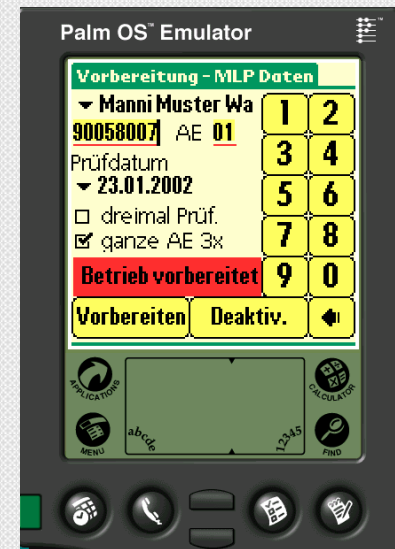 Palm OS™ Emulator
Vorbereitung - MLP Daten
Manni Muster Wa
90058007 AE 01
Prüfdatum
23.01.2002
dreimal Prüf.
ganze AE 3x
Betrieb vorbereitet
Vorbereiten Deaktiv.
1 2
3 4
5 6
7 8
9 0
APPLICATIONS
MENU
abcde
12345
CALCULATOR
FIND